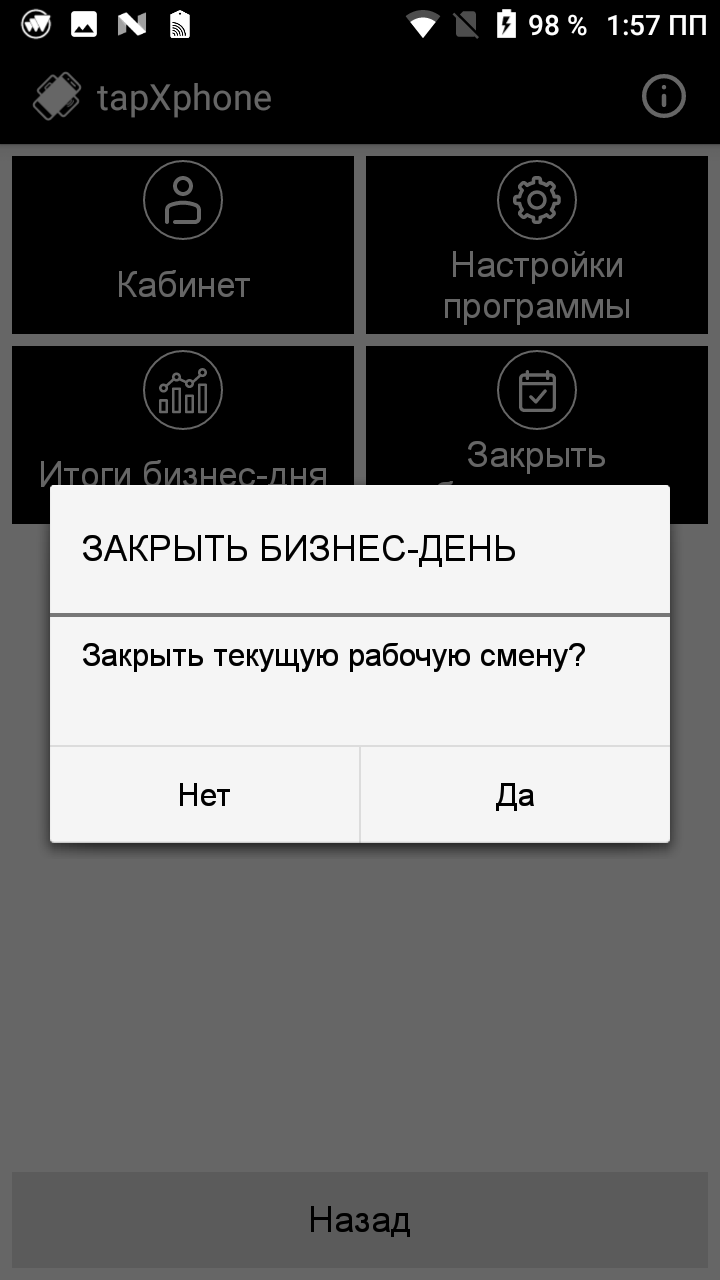 98 % 1:57 ПП
tapXphone
Кабинет
Настройки
программы
Итоги бизнес-дня
Закрыть
ЗАКРЫТЬ БИЗНЕС-ДЕНЬ
Закрыть текущую рабочую смену?
Нет
Да
Назад